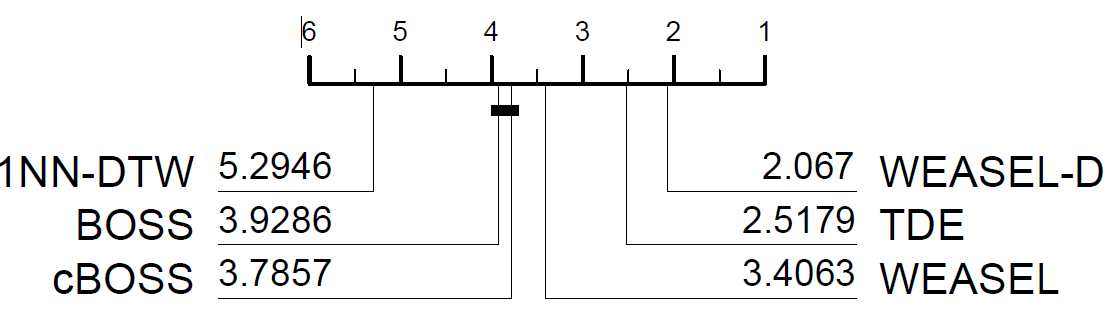 6 5 4 3 2 1
1NN-DTW 5.2946 2.067 WEASEL-D
BOSS 3.9286 2.5179 TDE
cBOSS 3.7857 3.4063 WEASEL